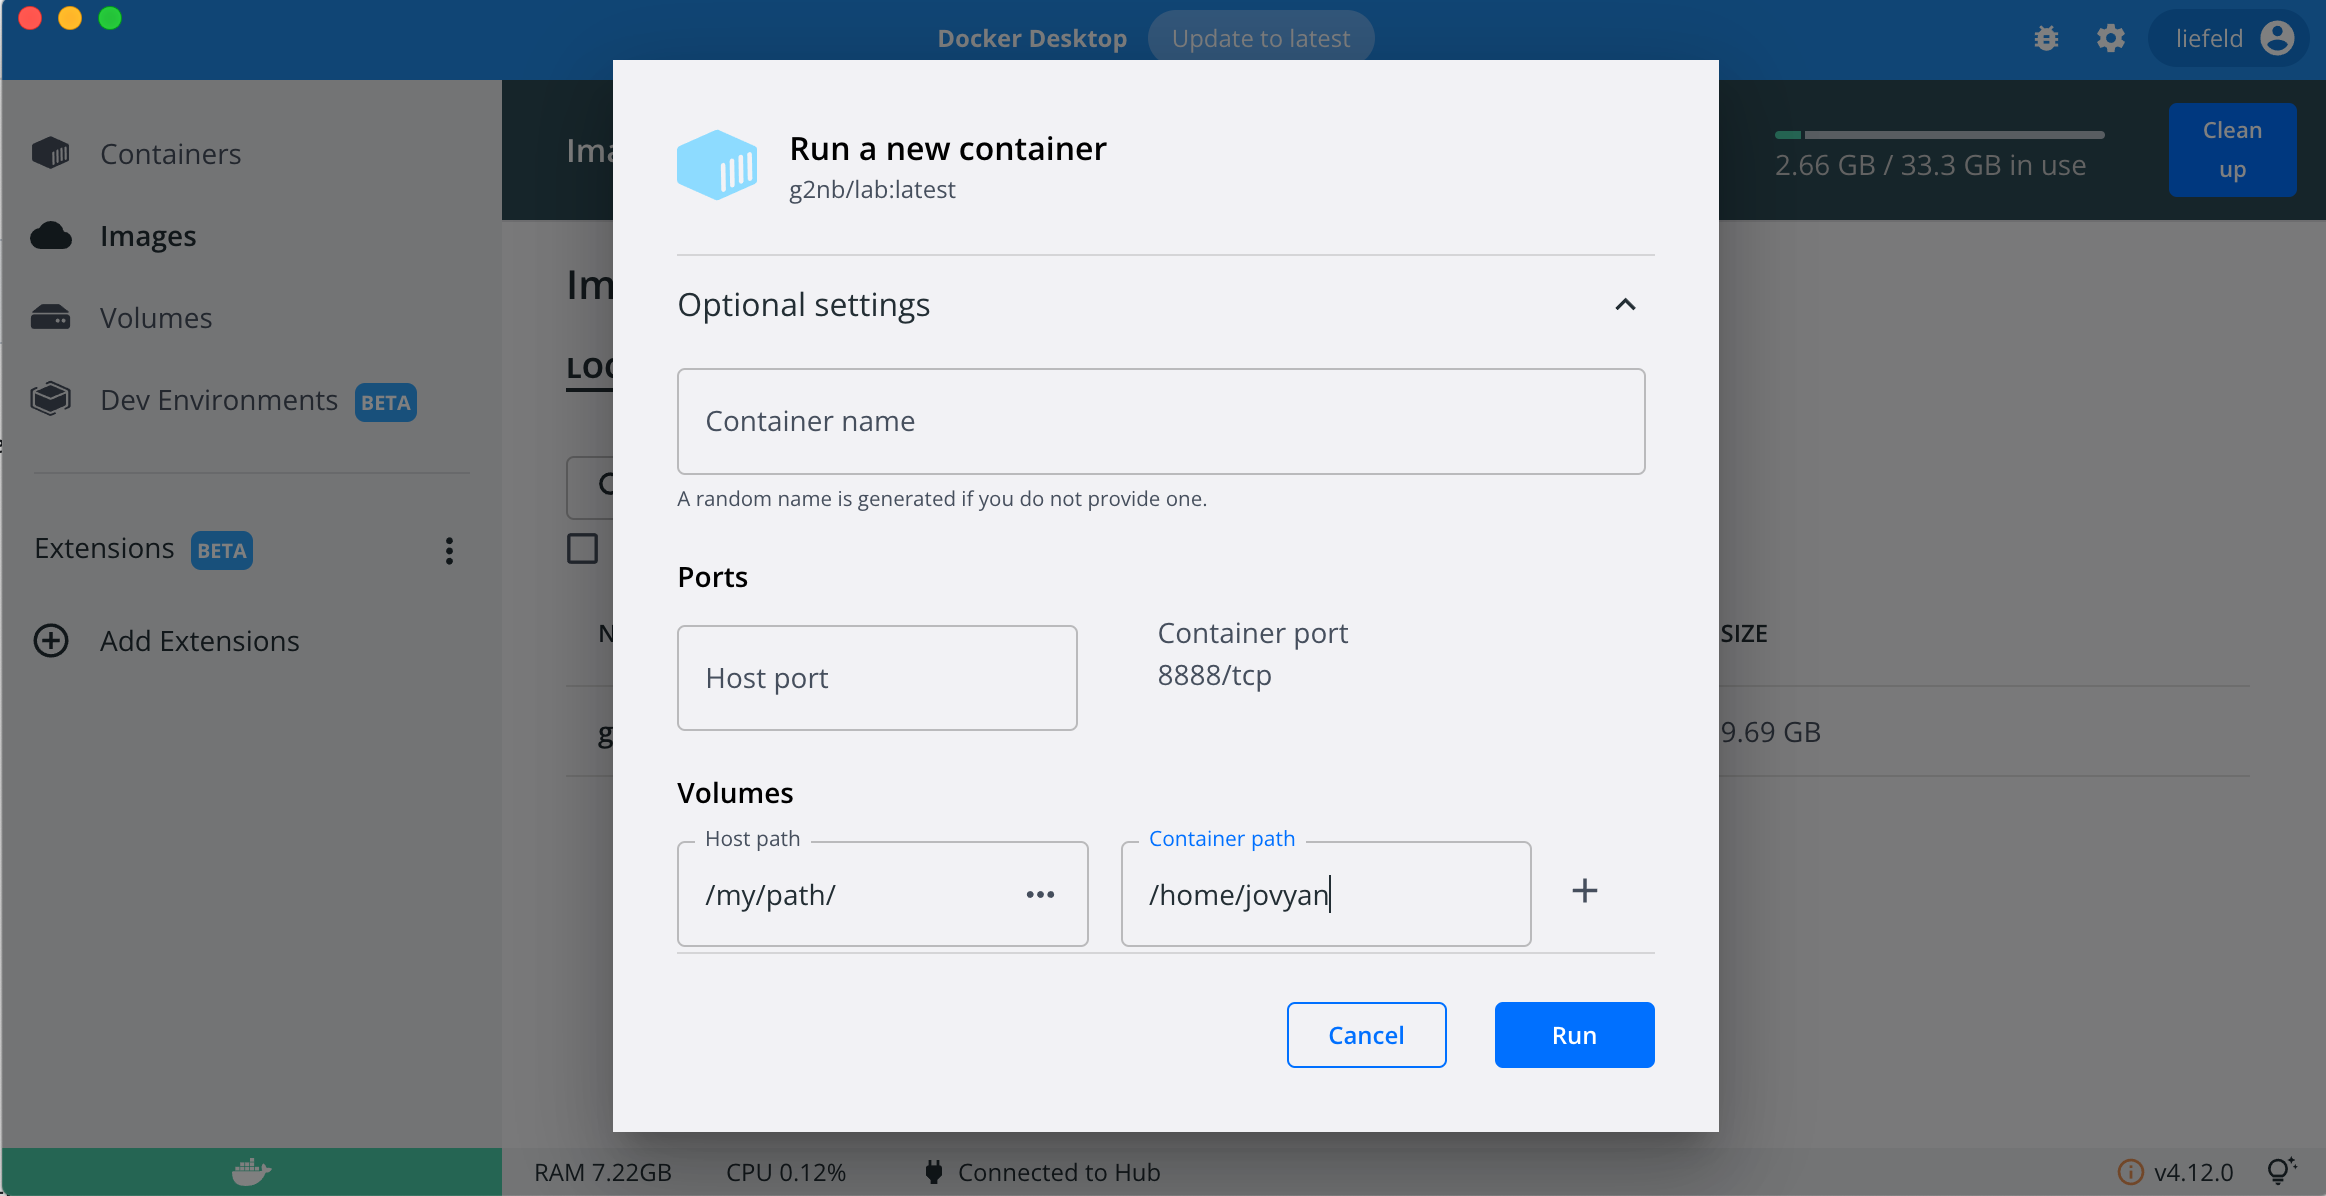 Docker Desktop
Update to latest
liefeld
Containers
Images
Volumes
Dev Environments BETA
Extensions BETA
Add Extensions
2.66 GB / 33.3 GB in use
Clean
up
SIZE
9.69 GB
Run a new container
g2nb/lab:latest
Optional settings
Container name
A random name is generated if you do not provide one.
Ports
Host port
Container port
8888/tcp
Volumes
Host path
/my/path/
Container path
/home/jovyan
Cancel
Run
RAM 7.22GB
CPU 0.12%
Connected to Hub
v4.12.0